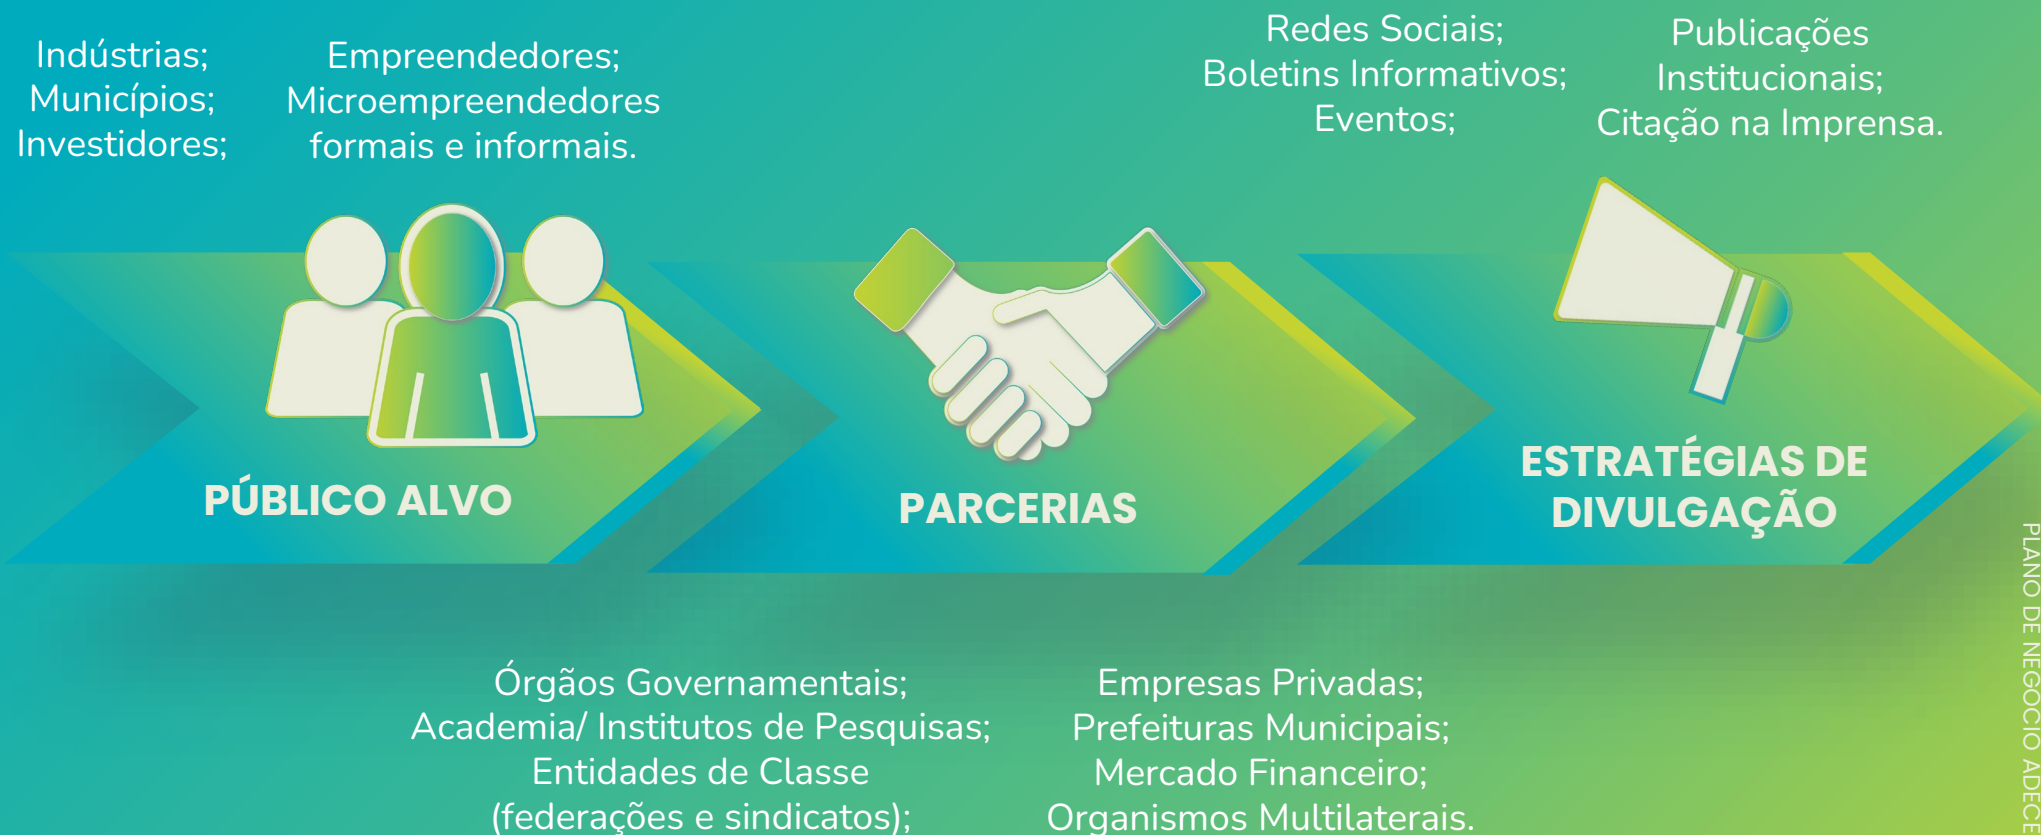 Indústrias;
Municípios;
Investidores;
Empreendedores;
Microempreendedores
formais e informais.
PÚBLICO ALVO
Órgãos Governamentais;
Academia/ Institutos de Pesquisas;
Entidades de Classe
(federações e sindicatos);
Empresas Privadas;
Prefeituras Municipais;
Mercado Financeiro;
Organismos Multilaterais.
PARCERIAS
Redes Sociais;
Boletins Informativos;
Eventos;
Publicações
Institucionais;
Citação na Imprensa.
ESTRATÉGIAS DE
DIVULGAÇÃO
PLANO DE NEGOCIO ADECE